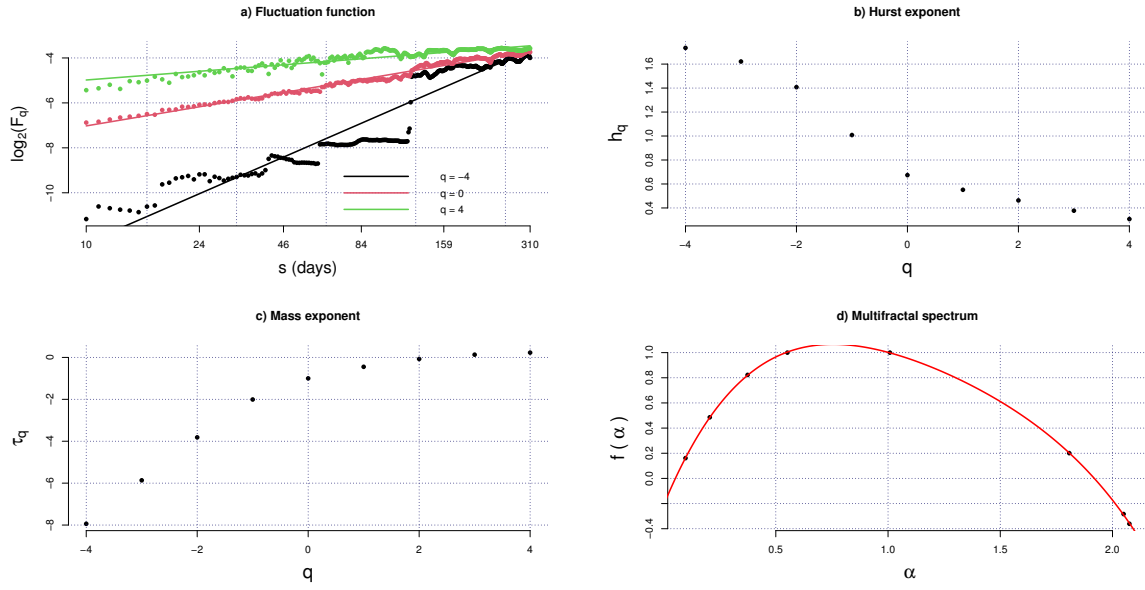 a) Fluctuation function
log₂(F_q)
−4
−6
−8
−10
q = −4
q = 0
q = 4
10 24 46 84 159 310
s (days)
b) Hurst exponent
h_q
1.6
1.4
1.2
1.0
0.8
0.6
0.4
−4 −2 0 2 4
q
c) Mass exponent
τ_q
0
−2
−4
−6
−8
−4 −2 0 2 4
q
d) Multifractal spectrum
f ( α )
1.0
0.8
0.6
0.4
0.2
0.0
−0.4
0.5 1.0 1.5 2.0
α